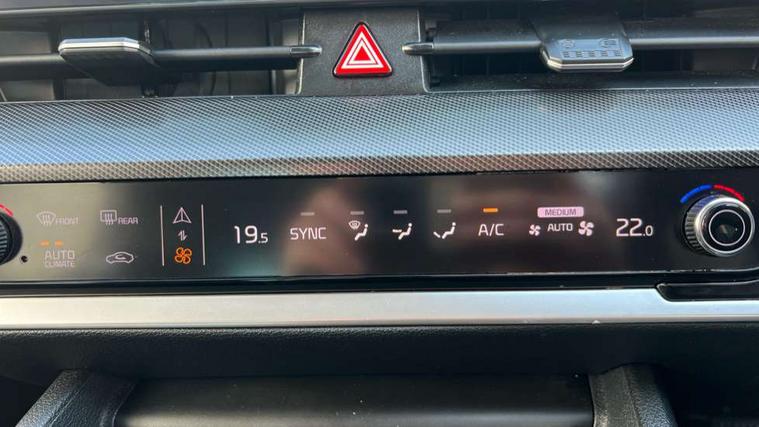 FRONT
REAR
AUTO
CLIMATE
19.5
SYNC
A/C
MEDIUM
AUTO
22.0